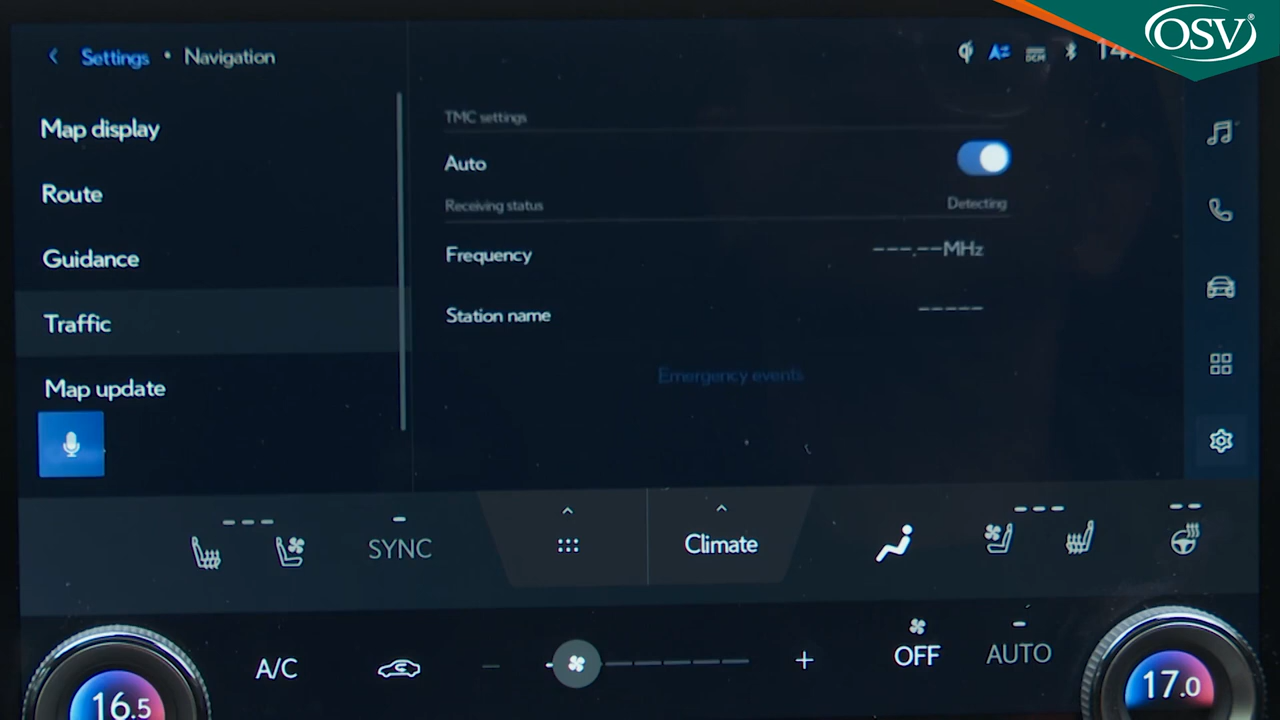 Settings • Navigation
DCM
OSV®
Map display
Route
Guidance
Traffic
Map update
TMC settings
Auto
Receiving status Detecting
Frequency ---.--MHz
Station name -----
Emergency events
SYNC
Climate
A/C
OFF
AUTO
16.5
17.0